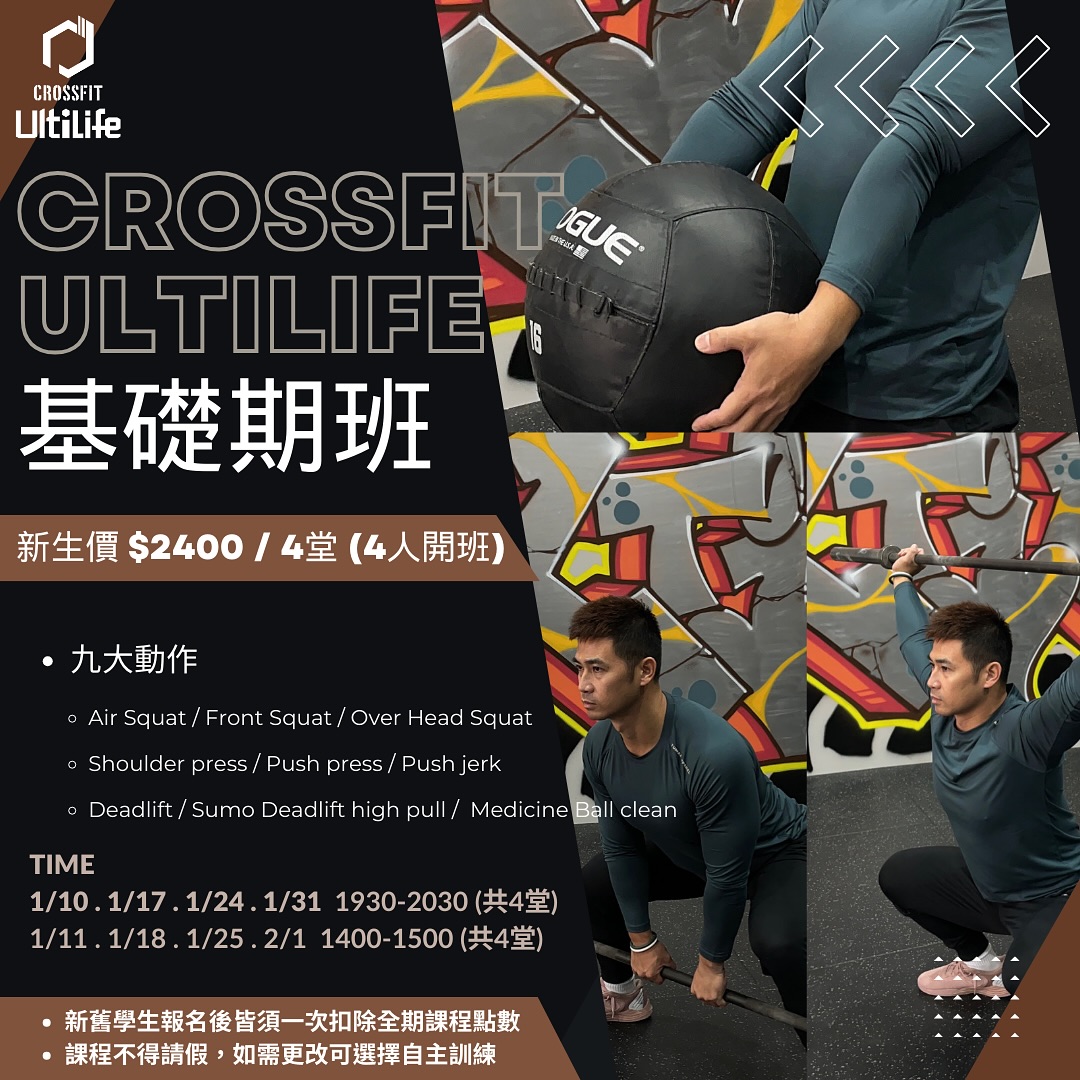 CROSSFIT
UltiLife
CROSSFIT
ULTILIFE
基礎期班
新生價 $2400 / 4堂 (4人開班)
OGUE®
16
• 九大動作
◦ Air Squat / Front Squat / Over Head Squat
◦ Shoulder press / Push press / Push jerk
◦ Deadlift / Sumo Deadlift high pull / Medicine Ball clean
TIME
1/10 . 1/17 . 1/24 . 1/31 1930-2030 (共4堂)
1/11 . 1/18 . 1/25 . 2/1 1400-1500 (共4堂)
• 新舊學生報名後皆須一次扣除全期課程點數
• 課程不得請假，如需更改可選擇自主訓練